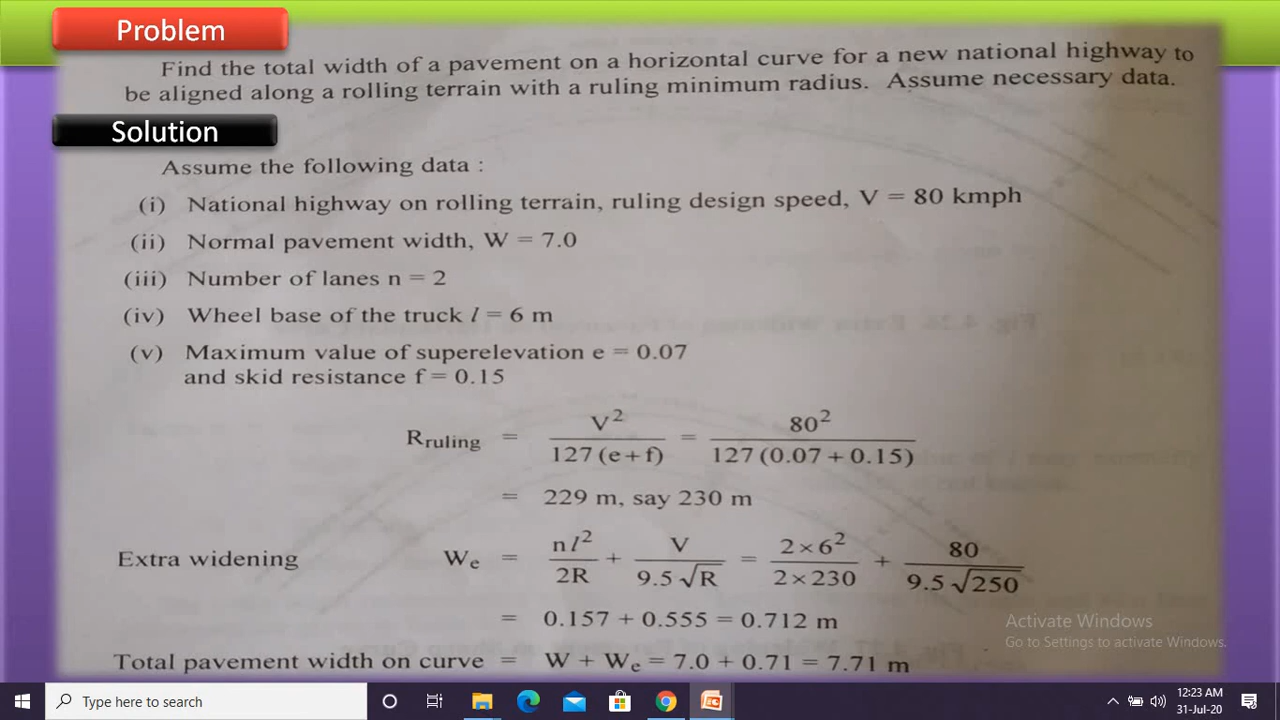 Problem
Find the total width of a pavement on a horizontal curve for a new national highway to
be aligned along a rolling terrain with a ruling minimum radius. Assume necessary data.
Solution
Assume the following data :
(i) National highway on rolling terrain, ruling design speed, V = 80 kmph
(ii) Normal pavement width, W = 7.0
(iii) Number of lanes n = 2
(iv) Wheel base of the truck l = 6 m
(v) Maximum value of superelevation e = 0.07
and skid resistance f = 0.15
R_ruling = V² / 127 (e+f) = 80² / 127 (0.07 + 0.15)
= 229 m, say 230 m
Extra widening W_e = nl² / 2R + V / 9.5 √R = 2×6² / 2×230 + 80 / 9.5 √250
= 0.157 + 0.555 = 0.712 m
Total pavement width on curve = W + W_e = 7.0 + 0.71 = 7.71 m
Activate Windows
Go to Settings to activate Windows.
Type here to search
12:23 AM
31-Jul-20